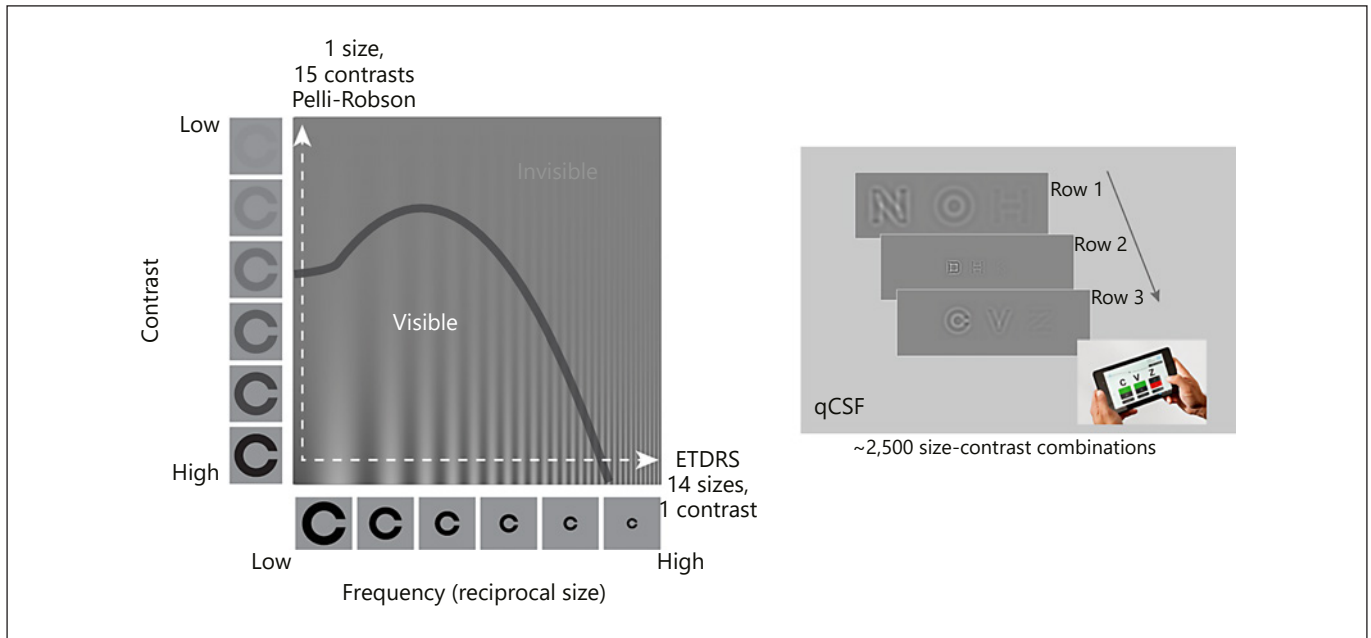 1 size,
15 contrasts
Pelli-Robson
Low
C
C
C
C
C
C
High
Contrast
Invisible
Visible
ETDRS
14 sizes,
1 contrast
C C C C C C
Low
High
Frequency (reciprocal size)
N O H
Row 1
D H
Row 2
C V Z
Row 3
C V Z
qCSF
~2,500 size-contrast combinations